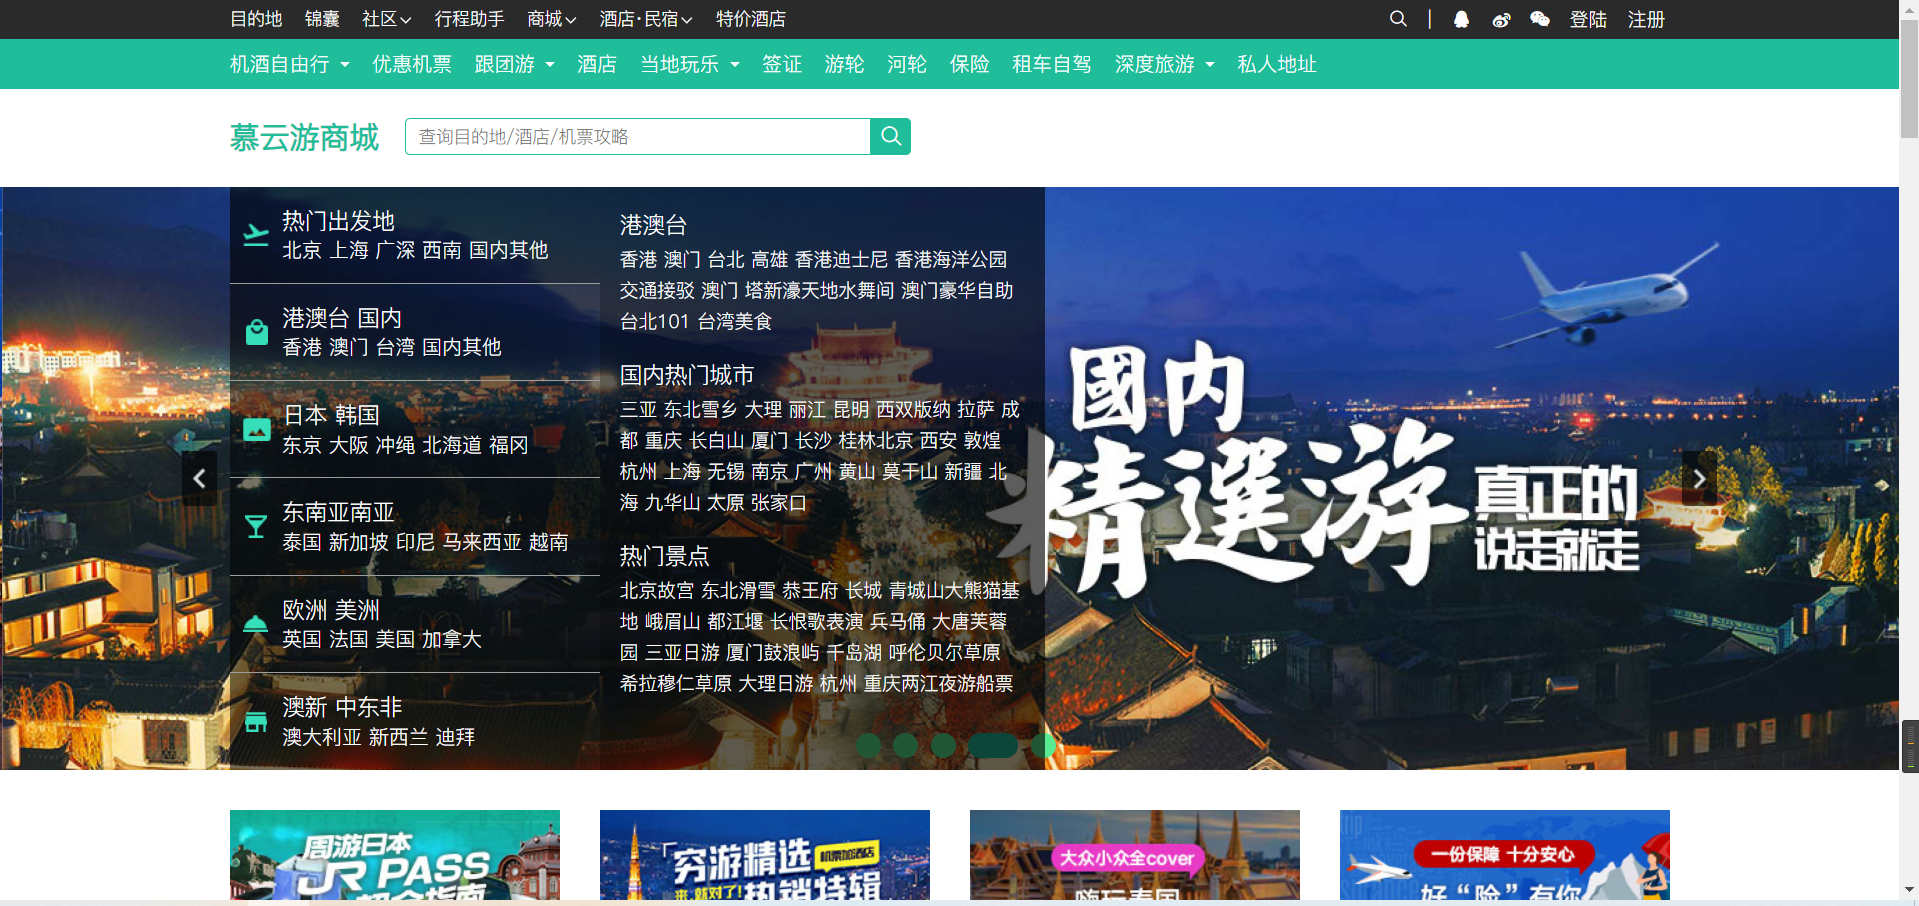 目的地 锦囊 社区 行程助手 商城 酒店·民宿 特价酒店 登陆 注册
机酒自由行 优惠机票 跟团游 酒店 当地玩乐 签证 游轮 河轮 保险 租车自驾 深度旅游 私人地址
慕云游商城 查询目的地/酒店/机票攻略
热门出发地
北京 上海 广深 西南 国内其他
港澳台 国内
香港 澳门 台湾 国内其他
日本 韩国
东京 大阪 冲绳 北海道 福冈
东南亚南亚
泰国 新加坡 印尼 马来西亚 越南
欧洲 美洲
英国 法国 美国 加拿大
澳新 中东非
澳大利亚 新西兰 迪拜
港澳台
香港 澳门 台北 高雄 香港迪士尼 香港海洋公园
交通接驳 澳门 塔新濠天地水舞间 澳门豪华自助
台北101 台湾美食
国内热门城市
三亚 东北雪乡 大理 丽江 昆明 西双版纳 拉萨 成
都 重庆 长白山 厦门 长沙 桂林北京 西安 敦煌
杭州 上海 无锡 南京 广州 黄山 莫干山 新疆 北
海 九华山 太原 张家口
热门景点
北京故宫 东北滑雪 恭王府 长城 青城山大熊猫基
地 峨眉山 都江堰 长恨歌表演 兵马俑 大唐芙蓉
园 三亚日游 厦门鼓浪屿 千岛湖 呼伦贝尔草原
希拉穆仁草原 大理日游 杭州 重庆两江夜游船票
國内
精選游
真正的
说走就走
周游日本
JR PASS
穷游精选 机票加酒店
来就对了! 热销特辑
大众小众全cover
嗨玩泰国
一份保障 十分安心
好“险”有你